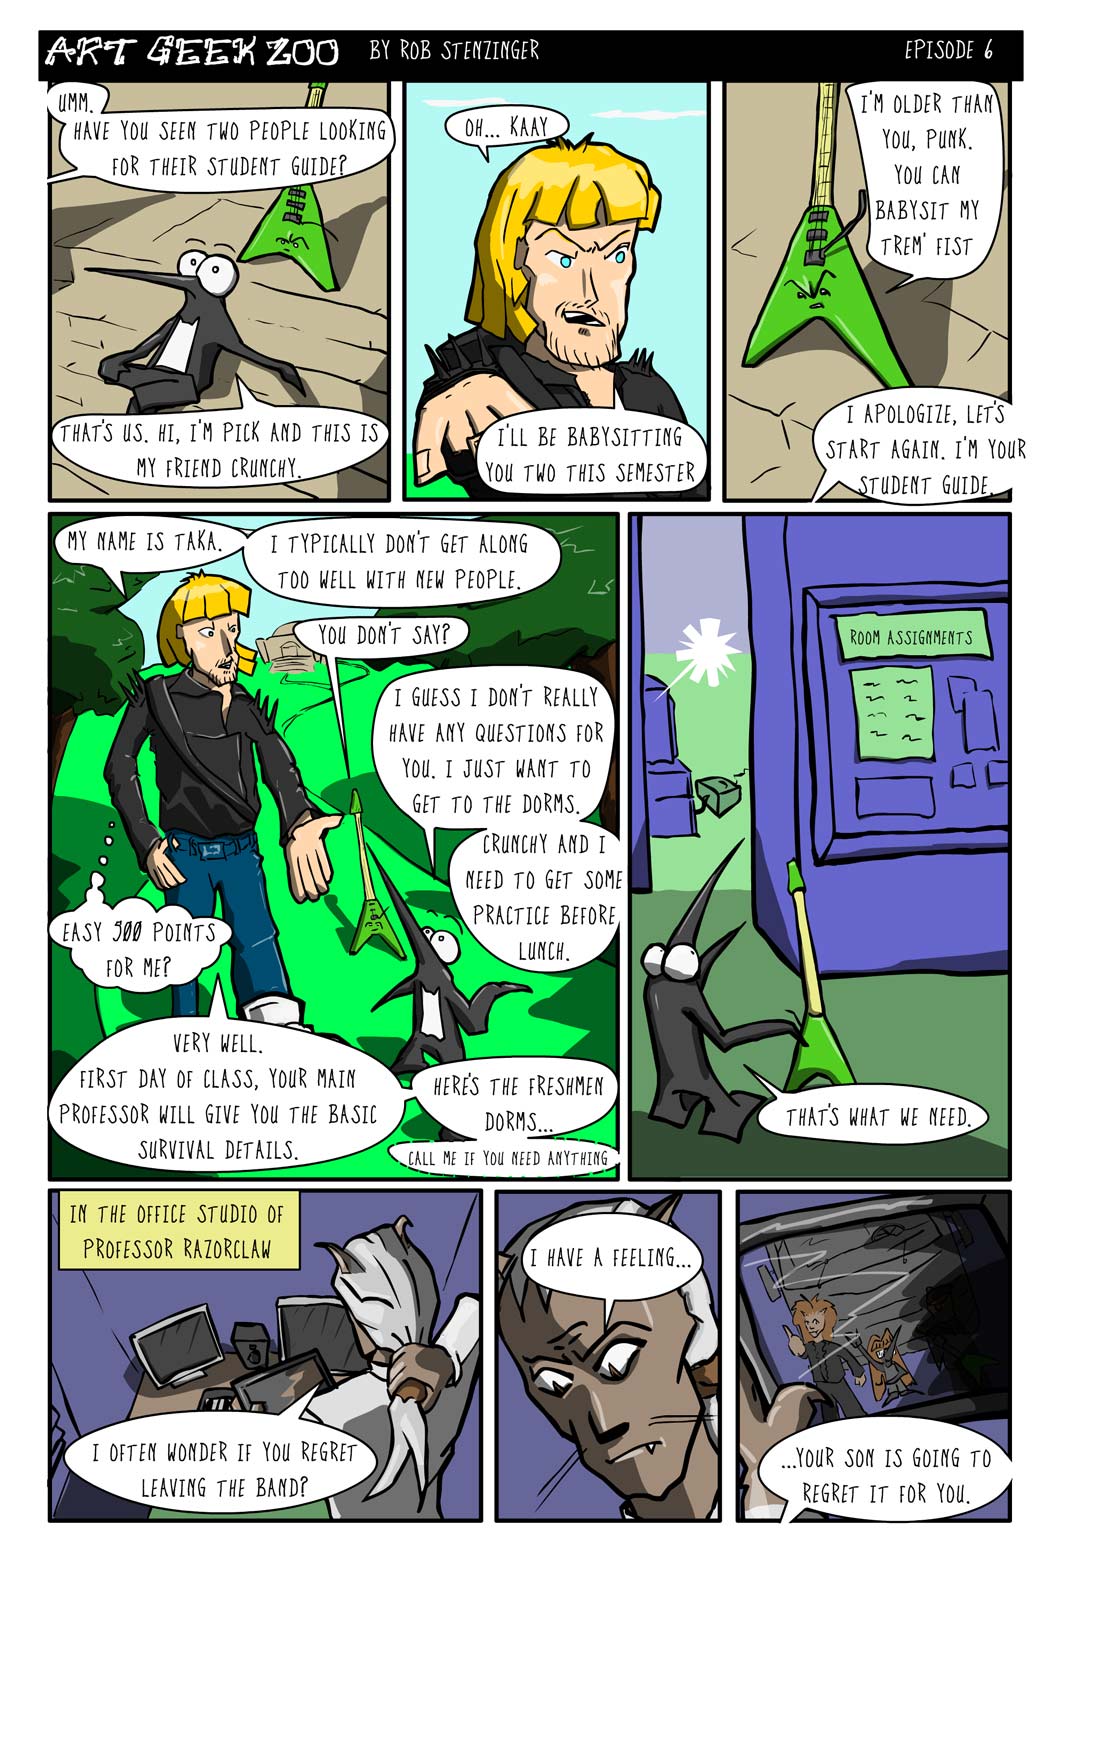 ART GEEK ZOO BY ROB STENZINGER EPISODE 6
UMM.
HAVE YOU SEEN TWO PEOPLE LOOKING
FOR THEIR STUDENT GUIDE?
THAT'S US. HI, I'M PICK AND THIS IS
MY FRIEND CRUNCHY.
OH... KAAY
I'LL BE BABYSITTING
YOU TWO THIS SEMESTER
I'M OLDER THAN
YOU, PUNK.
YOU CAN
BABYSIT MY
TREM' FIST
I APOLOGIZE, LET'S
START AGAIN. I'M YOUR
STUDENT GUIDE.
MY NAME IS TAKA.
I TYPICALLY DON'T GET ALONG
TOO WELL WITH NEW PEOPLE.
YOU DON'T SAY?
I GUESS I DON'T REALLY
HAVE ANY QUESTIONS FOR
YOU. I JUST WANT TO
GET TO THE DORMS.
CRUNCHY AND I
NEED TO GET SOME
PRACTICE BEFORE
LUNCH.
EASY 500 POINTS
FOR ME?
VERY WELL.
FIRST DAY OF CLASS, YOUR MAIN
PROFESSOR WILL GIVE YOU THE BASIC
SURVIVAL DETAILS.
HERE'S THE FRESHMEN
DORMS...
CALL ME IF YOU NEED ANYTHING
ROOM ASSIGNMENTS
THAT'S WHAT WE NEED.
IN THE OFFICE STUDIO OF
PROFESSOR RAZORCLAW
I OFTEN WONDER IF YOU REGRET
LEAVING THE BAND?
I HAVE A FEELING...
...YOUR SON IS GOING TO
REGRET IT FOR YOU.